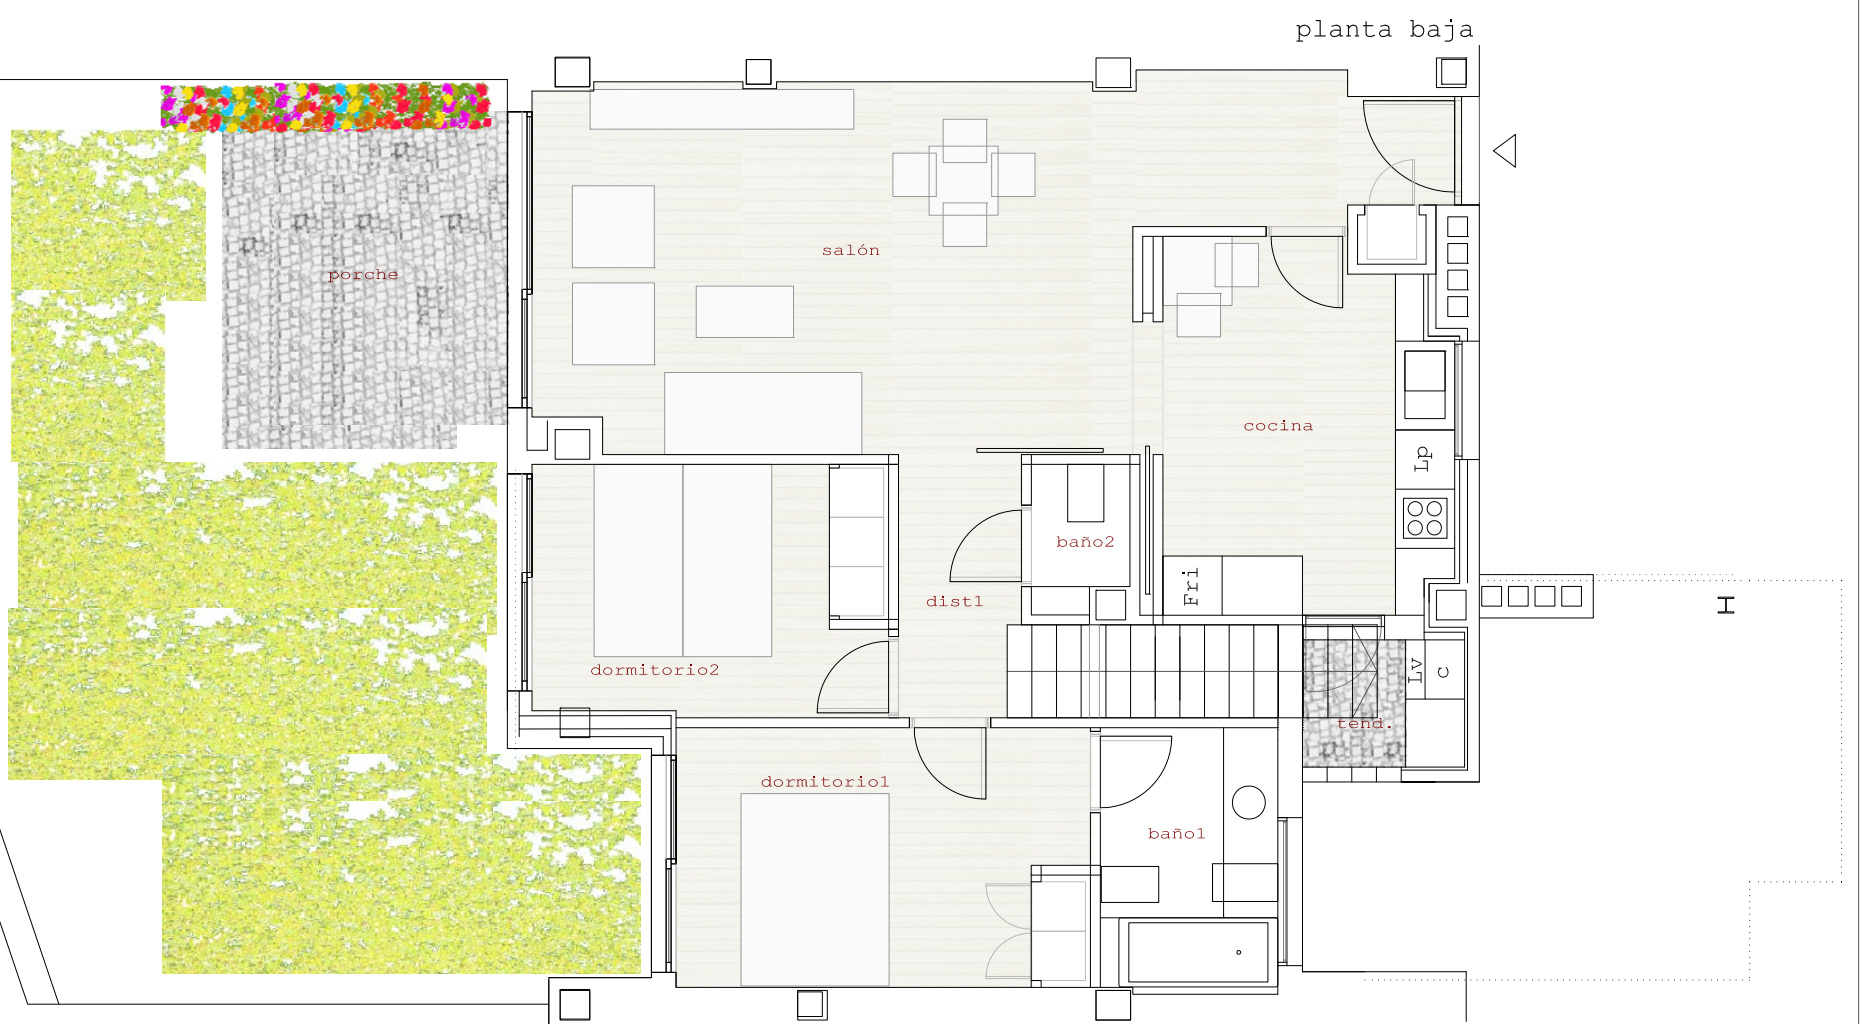 planta baja
salón
porche
cocina
Lp
baño2
Fri
dist1
H
dormitorio2
Lv
c
tend.
dormitorio1
baño1